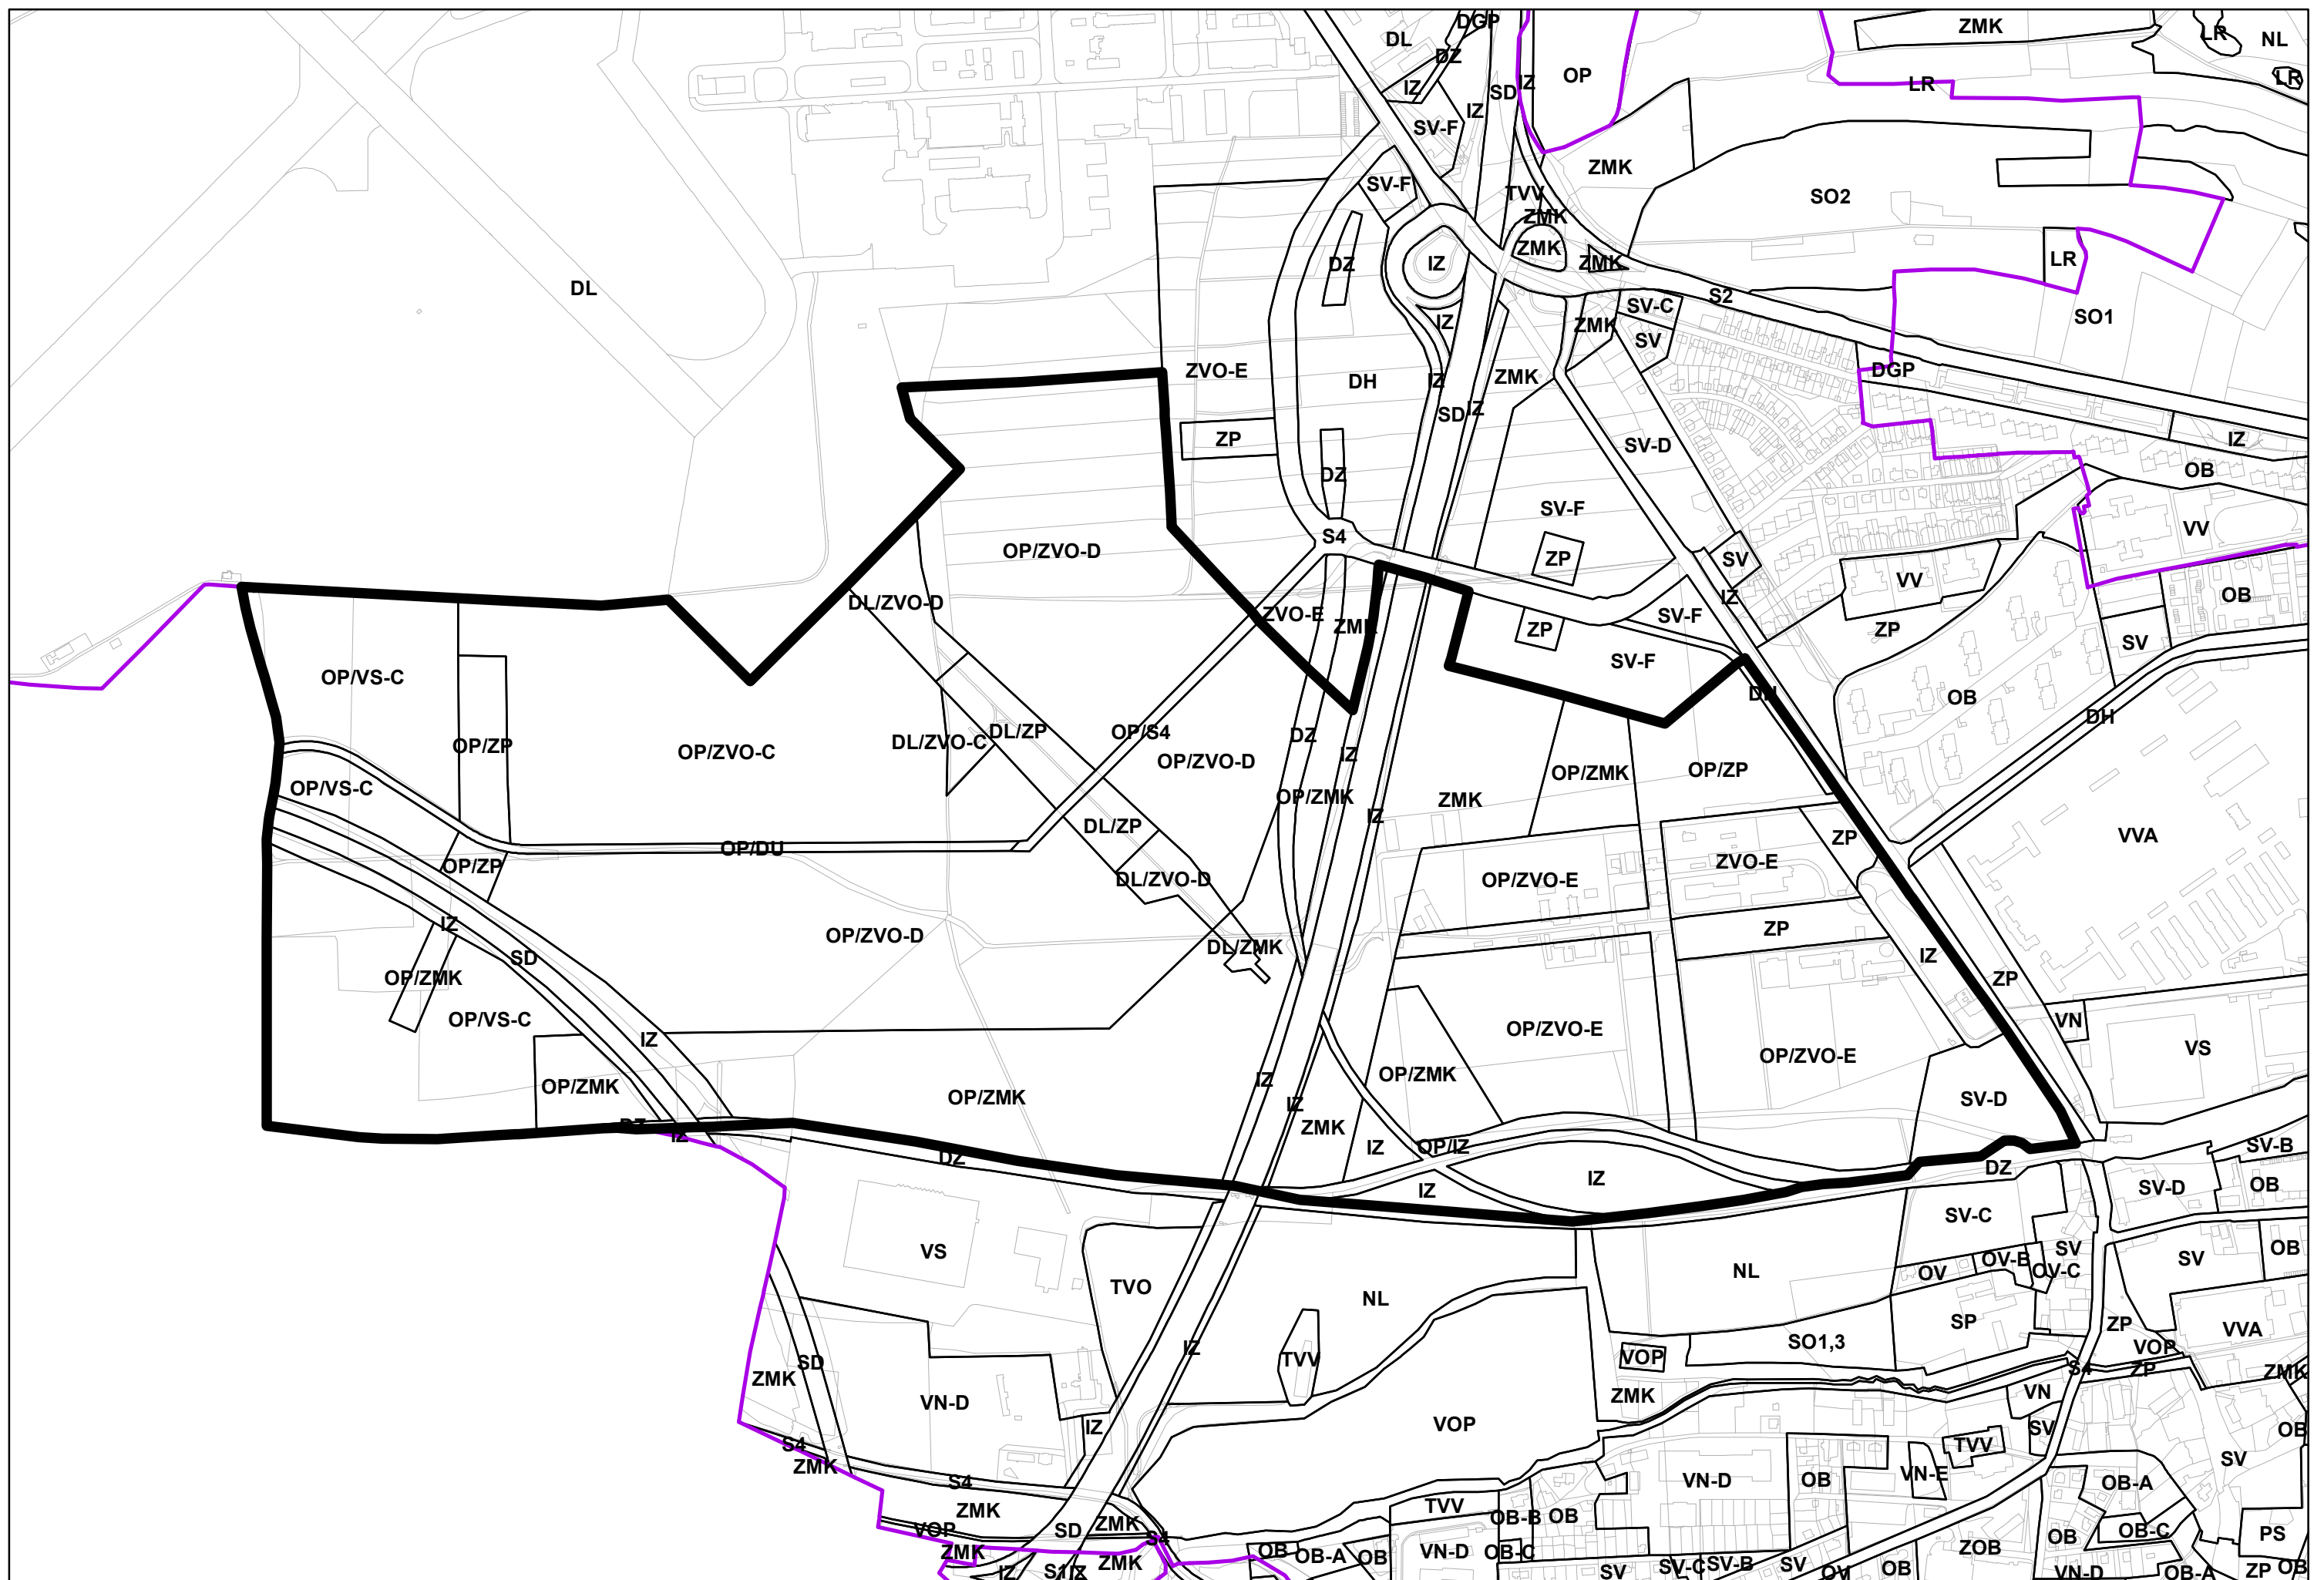 DGP
ZMK
LR
NL
DL
DZ
OP
LR
LR
IZ
SD
IZ
IZ
SV-F
ZMK
SV-F
TVV
SO2
ZMK
ZMK
DZ
IZ
ZMK
LR
DL
SV-C
S2
SO1
IZ
ZMK
SV
ZVO-E
DH
IZ
ZMK
DGP
SD
IZ
ZP
SV-D
IZ
DZ
OB
SV-F
VV
S4
OP/ZVO-D
ZP
SV
VV
DL/ZVO-D
IZ
OB
ZVO-E
ZMK
SV-F
ZP
ZP
SV
SV-F
OP/VS-C
DH
OB
DH
OP/ZP
OP/ZVO-C
DL/ZVO-C
DL/ZP
OP/S4
DZ
OP/ZVO-D
IZ
OP/ZMK
OP/ZP
OP/VS-C
OP/ZMK
ZMK
IZ
DL/ZP
ZP
VVA
OP/DU
OP/ZP
DL/ZVO-D
OP/ZVO-E
ZVO-E
IZ
OP/ZVO-D
ZP
SD
DL/ZMK
IZ
OP/ZMK
ZP
OP/VS-C
OP/ZVO-E
VN
IZ
VS
OP/ZVO-E
OP/ZMK
OP/ZMK
IZ
OP/ZMK
SV-D
IZ
DZ
IZ
ZMK
IZ
OP/IZ
SV-B
DZ
DZ
IZ
IZ
SV-D
OB
SV-C
VS
SV
OB
OV-B
SV
NL
OV
OV-C
TVO
NL
SP
ZP
VVA
SO1,3
IZ
VOP
TVV
VOP
SD
S4
ZP
ZMK
ZMK
VN
ZMK
VN-D
VOP
IZ
SV
OB
S4
TVV
SV
ZMK
VN-E
S4
VN-D
OB
OB-A
ZMK
TVV
OB-B
OB
VOP
SD
ZMK
S4
OB
OB-C
PS
ZMK
OB
OB-A
OB
VN-D
OB-C
ZOB
IZ
S1
IZ
ZMK
SV
SV-C
SV-B
SV
OV
OB
VN-D
OB-A
ZP
OB